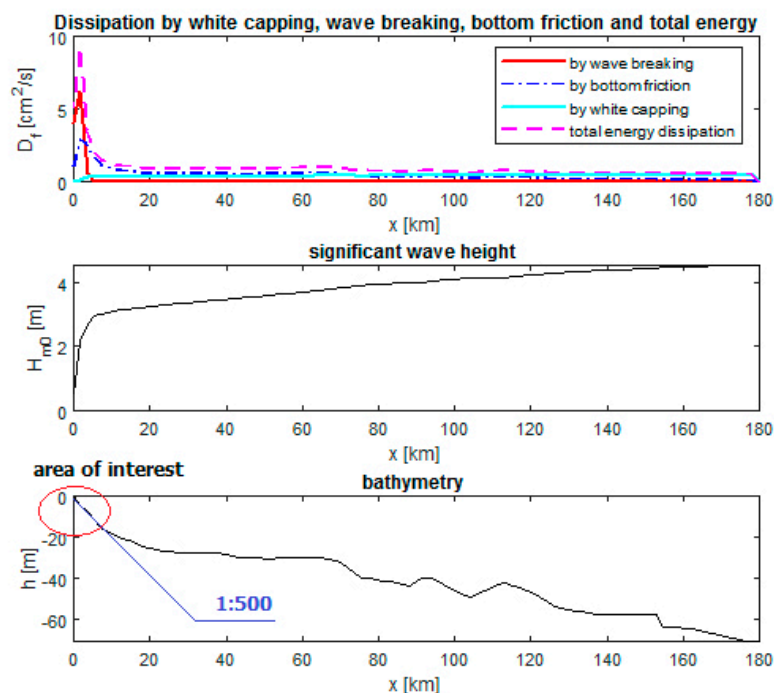 Dissipation by white capping, wave breaking, bottom friction and total energy
10
5
0
D_f [cm²/s]
by wave breaking
by bottom friction
by white capping
total energy dissipation
0 20 40 60 80 100 120 140 160 180
x [km]
significant wave height
4
2
0
H_m0 [m]
0 20 40 60 80 100 120 140 160 180
x [km]
area of interest
bathymetry
0
-20
-40
-60
h [m]
1:500
0 20 40 60 80 100 120 140 160 180
x [km]